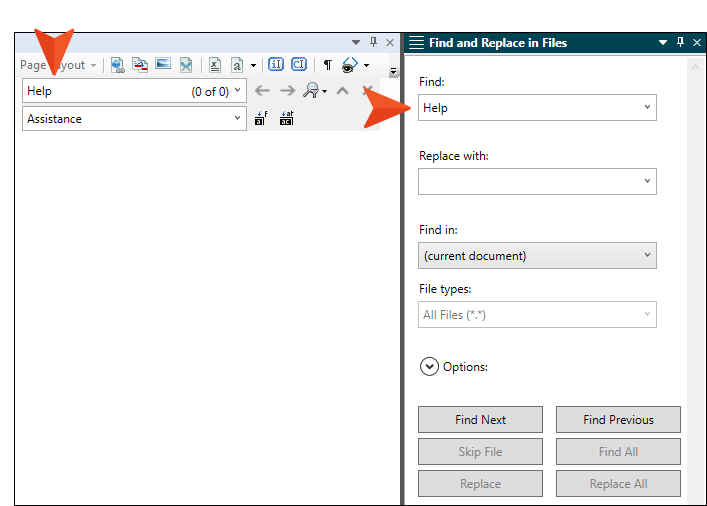 Find and Replace in Files
Page Layout
Help (0 of 0)
Assistance
Find:
Help
Replace with:
Find in:
(current document)
File types:
All Files (*.*)
Options:
Find Next Find Previous
Skip File Find All
Replace Replace All